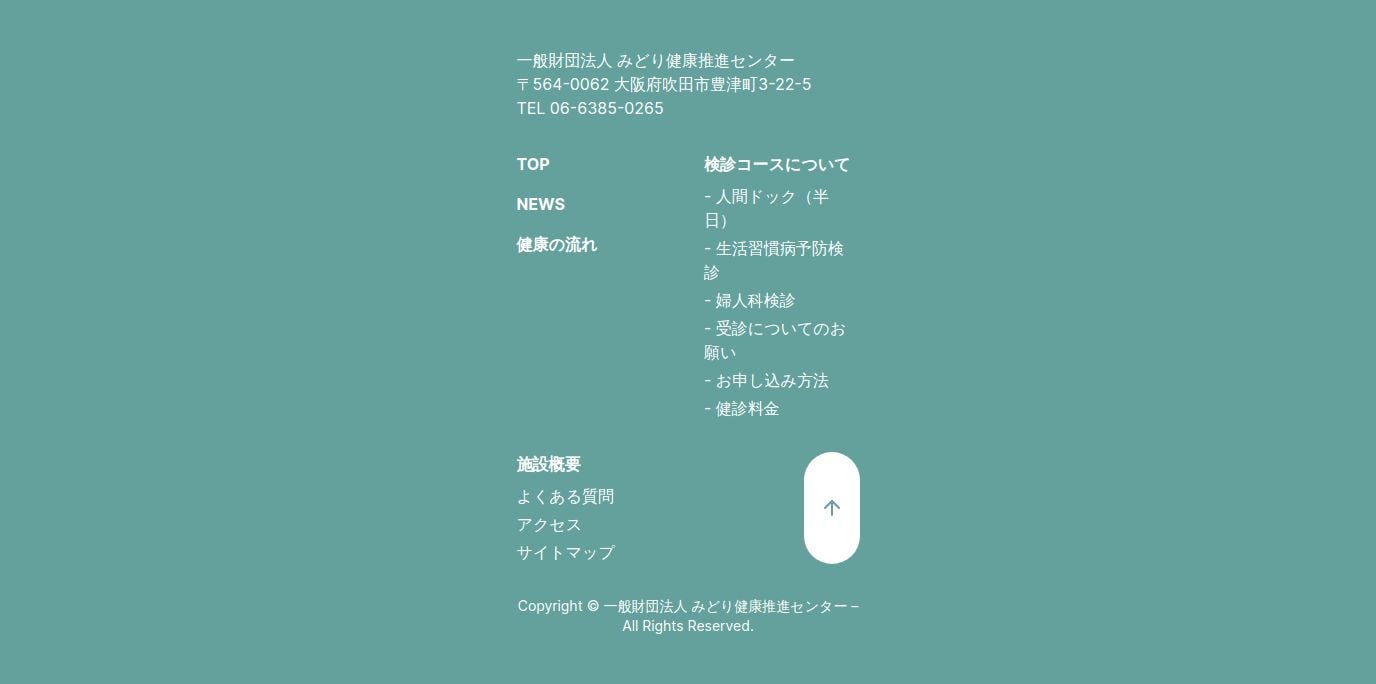 一般財団法人 みどり健康推進センター
〒564-0062 大阪府吹田市豊津町3-22-5
TEL 06-6385-0265
TOP
NEWS
健康の流れ
検診コースについて
- 人間ドック（半
日）
- 生活習慣病予防検
診
- 婦人科検診
- 受診についてのお
願い
- お申し込み方法
- 健診料金
施設概要
よくある質問
アクセス
サイトマップ
Copyright © 一般財団法人 みどり健康推進センター –
All Rights Reserved.